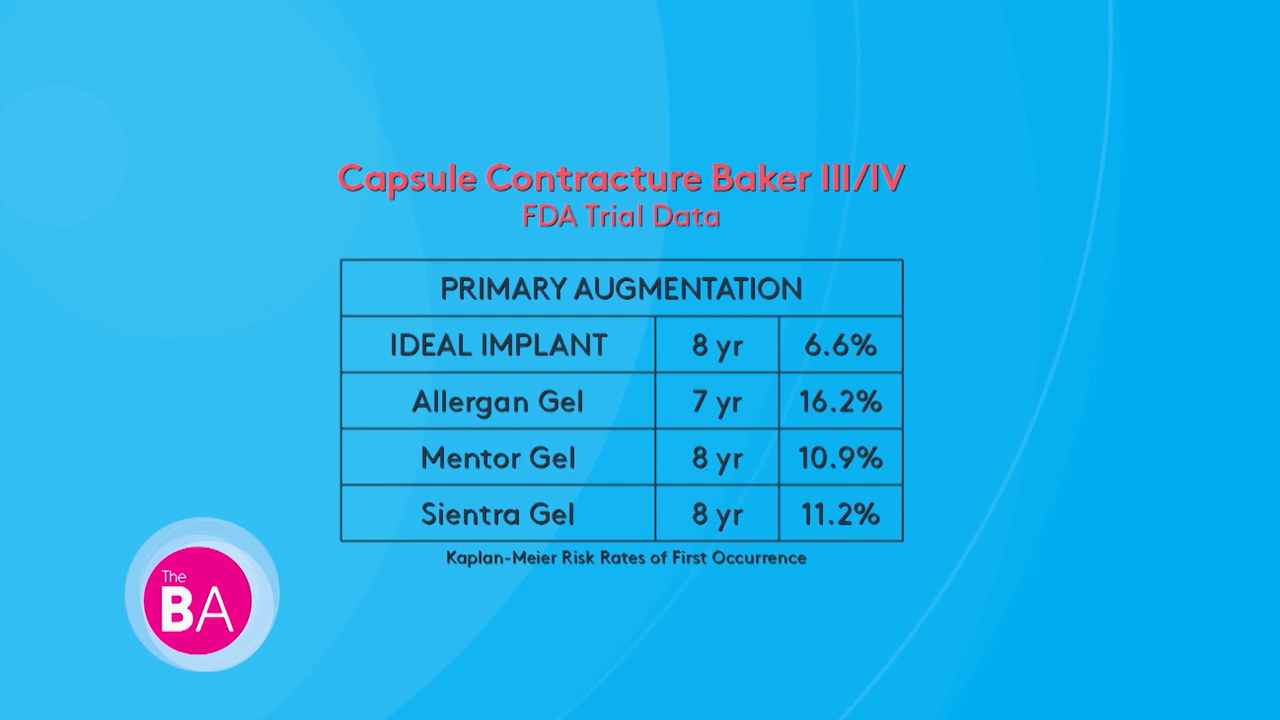 Capsule Contracture Baker III/IV
FDA Trial Data
PRIMARY AUGMENTATION
IDEAL IMPLANT 8 yr 6.6%
Allergan Gel 7 yr 16.2%
Mentor Gel 8 yr 10.9%
Sientra Gel 8 yr 11.2%
Kaplan-Meier Risk Rates of First Occurrence
The
BA